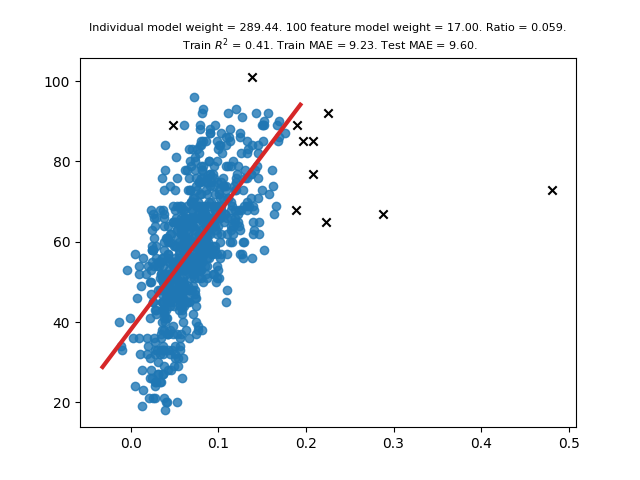 Individual model weight = 289.44. 100 feature model weight = 17.00. Ratio = 0.059.
Train R² = 0.41. Train MAE = 9.23. Test MAE = 9.60.
100
80
60
40
20
0.0 0.1 0.2 0.3 0.4 0.5